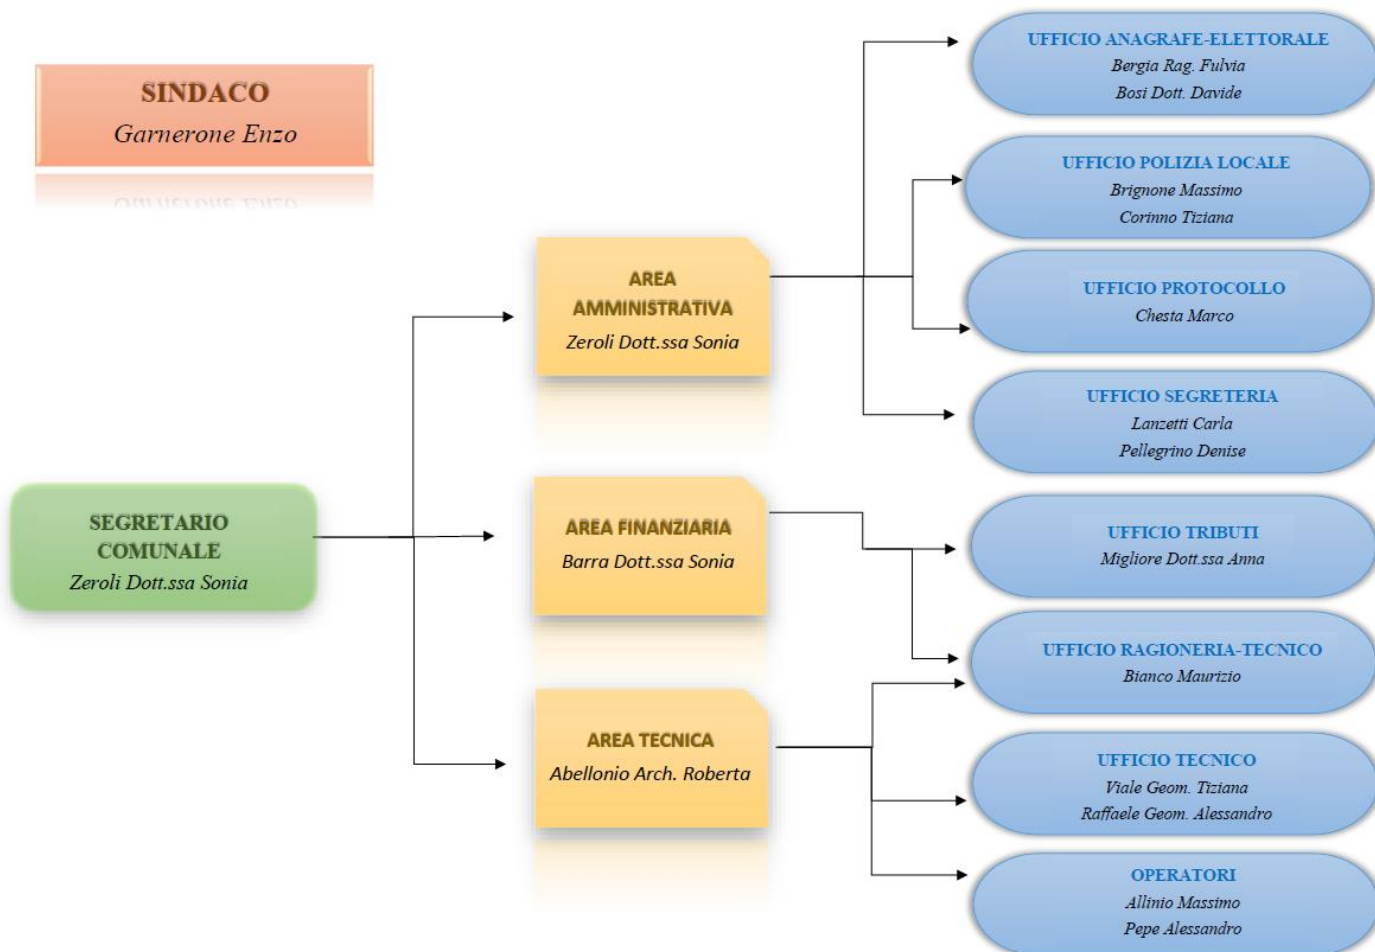 SINDACO
Garnerone Enzo
SEGRETARIO
COMUNALE
Zeroli Dott.ssa Sonia
AREA
AMMINISTRATIVA
Zeroli Dott.ssa Sonia
AREA FINANZIARIA
Barra Dott.ssa Sonia
AREA TECNICA
Abellonio Arch. Roberta
UFFICIO ANAGRAFE-ELETTORALE
Bergia Rag. Fulvia
Bosi Dott. Davide
UFFICIO POLIZIA LOCALE
Brignone Massimo
Corinno Tiziana
UFFICIO PROTOCOLLO
Chesta Marco
UFFICIO SEGRETERIA
Lanzetti Carla
Pellegrino Denise
UFFICIO TRIBUTI
Migliore Dott.ssa Anna
UFFICIO RAGIONERIA-TECNICO
Bianco Maurizio
UFFICIO TECNICO
Viale Geom. Tiziana
Raffaele Geom. Alessandro
OPERATORI
Allinio Massimo
Pepe Alessandro